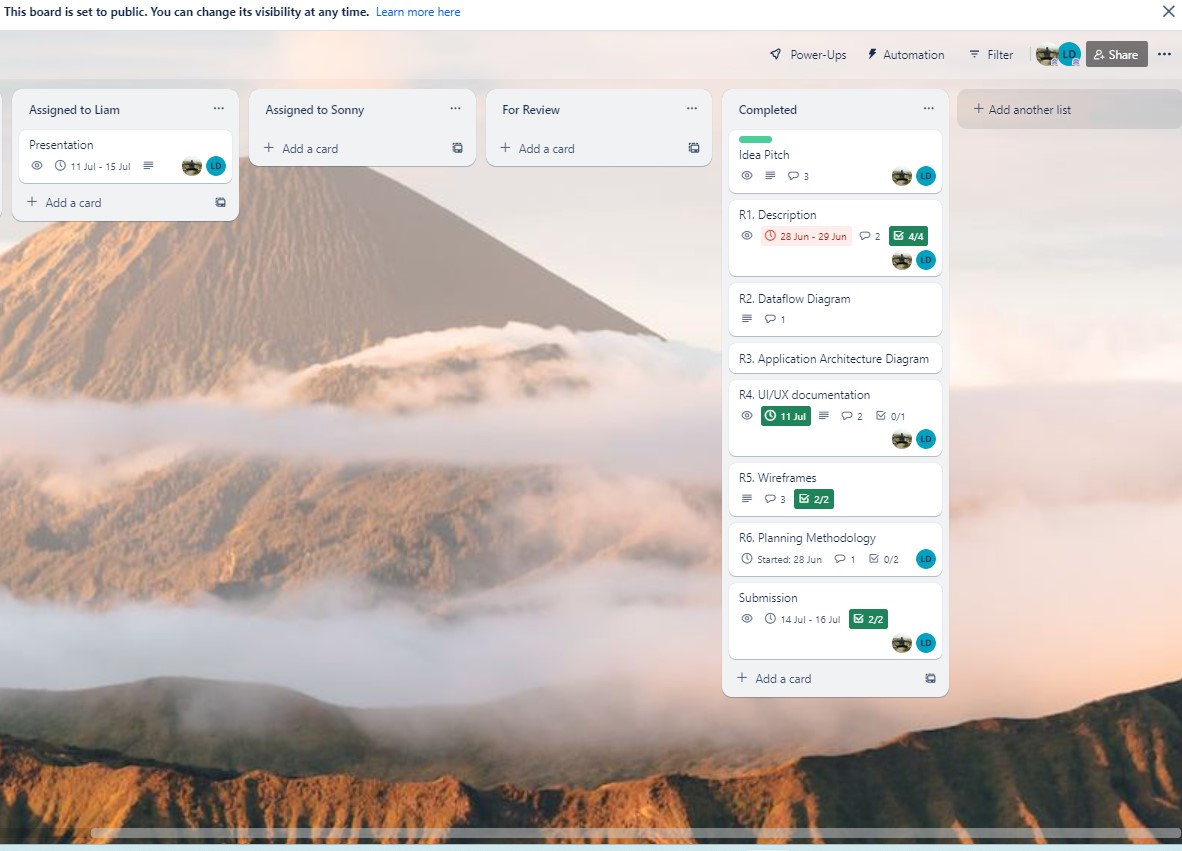 This board is set to public. You can change its visibility at any time. Learn more here
Power-Ups
Automation
Filter
LD
Share
Assigned to Liam
Presentation
11 Jul - 15 Jul
LD
Add a card
Assigned to Sonny
Add a card
For Review
Add a card
Completed
Idea Pitch
3
LD
R1. Description
28 Jun - 29 Jun
2
4/4
LD
R2. Dataflow Diagram
1
R3. Application Architecture Diagram
R4. UI/UX documentation
11 Jul
2
0/1
LD
R5. Wireframes
3
2/2
R6. Planning Methodology
Started: 28 Jun
1
0/2
LD
Submission
14 Jul - 16 Jul
2/2
LD
Add a card
Add another list